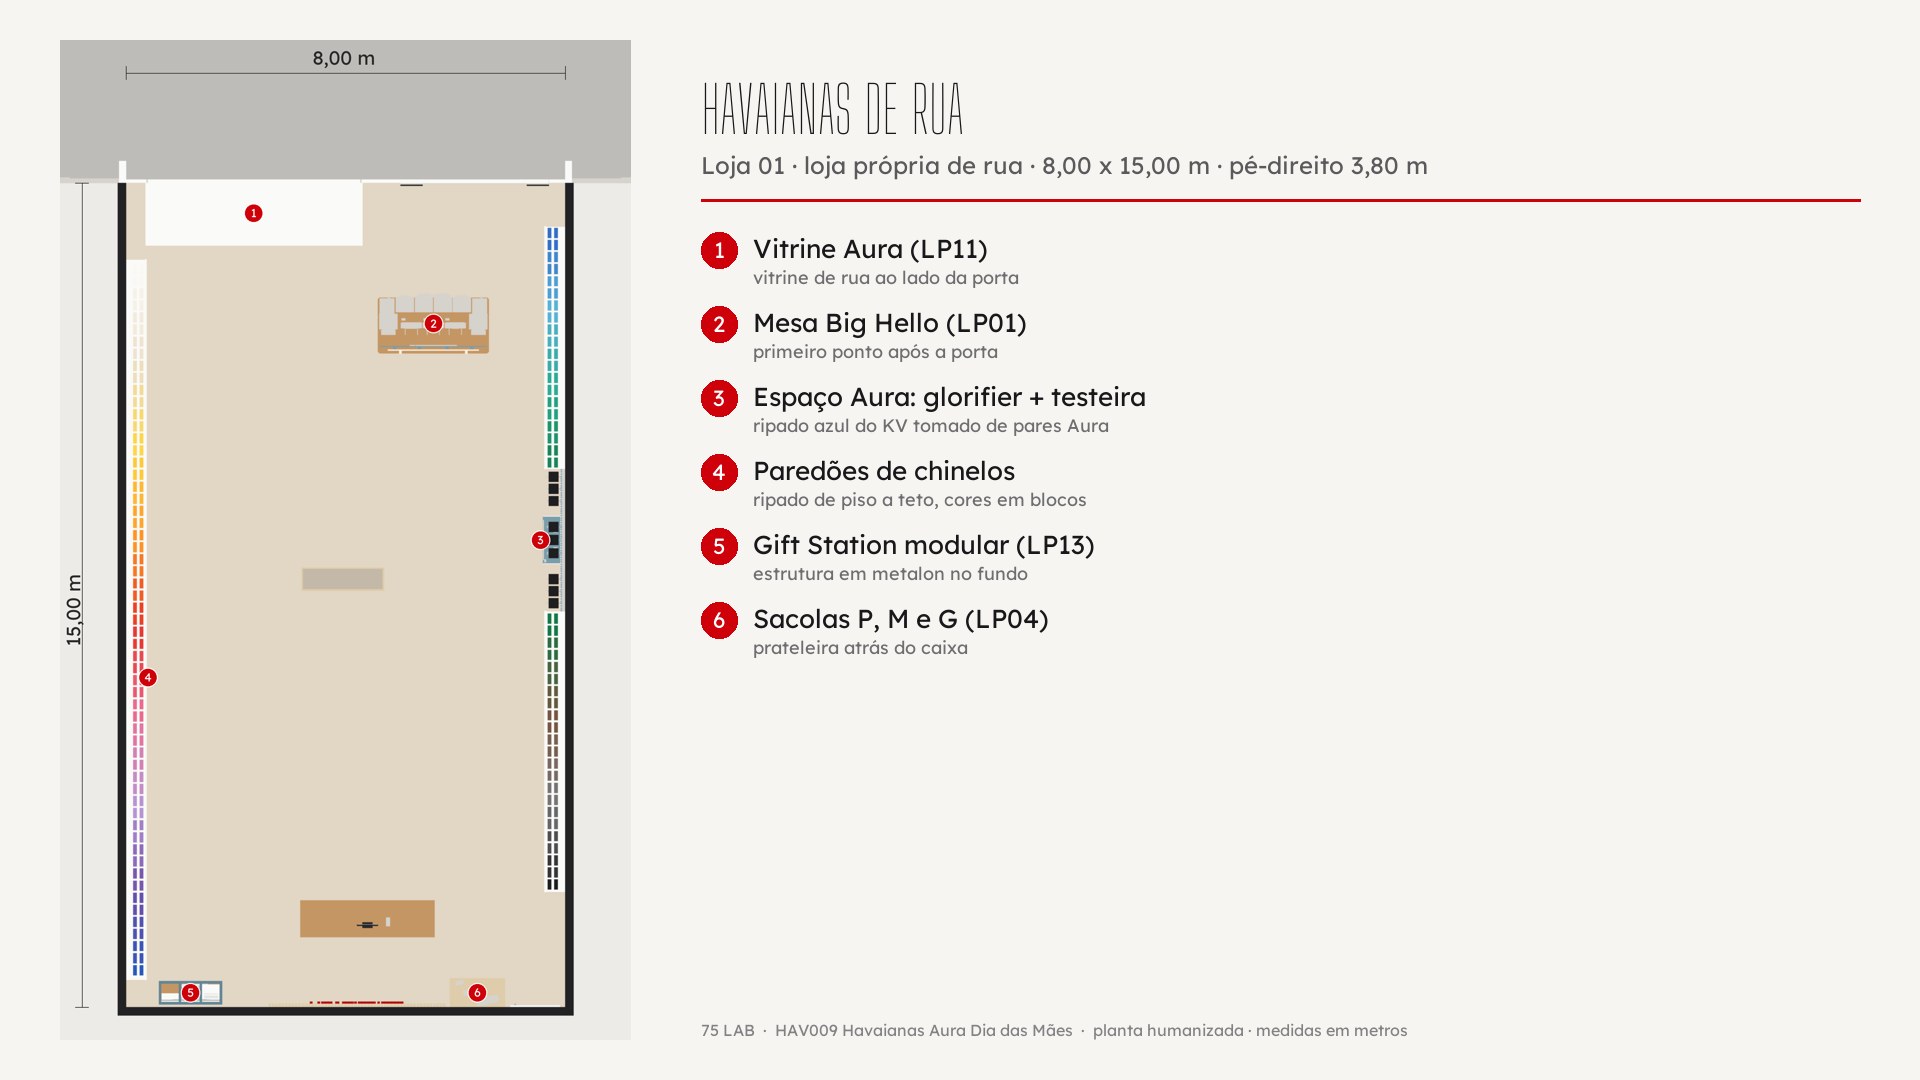 8,00 m
15,00 m
1
2
3
4
5
6
HAVAIANAS DE RUA
Loja 01 · loja própria de rua · 8,00 x 15,00 m · pé-direito 3,80 m
1 Vitrine Aura (LP11)
vitrine de rua ao lado da porta
2 Mesa Big Hello (LP01)
primeiro ponto após a porta
3 Espaço Aura: glorifier + testeira
ripado azul do KV tomado de pares Aura
4 Paredões de chinelos
ripado de piso a teto, cores em blocos
5 Gift Station modular (LP13)
estrutura em metalon no fundo
6 Sacolas P, M e G (LP04)
prateleira atrás do caixa
75 LAB · HAV009 Havaianas Aura Dia das Mães · planta humanizada · medidas em metros